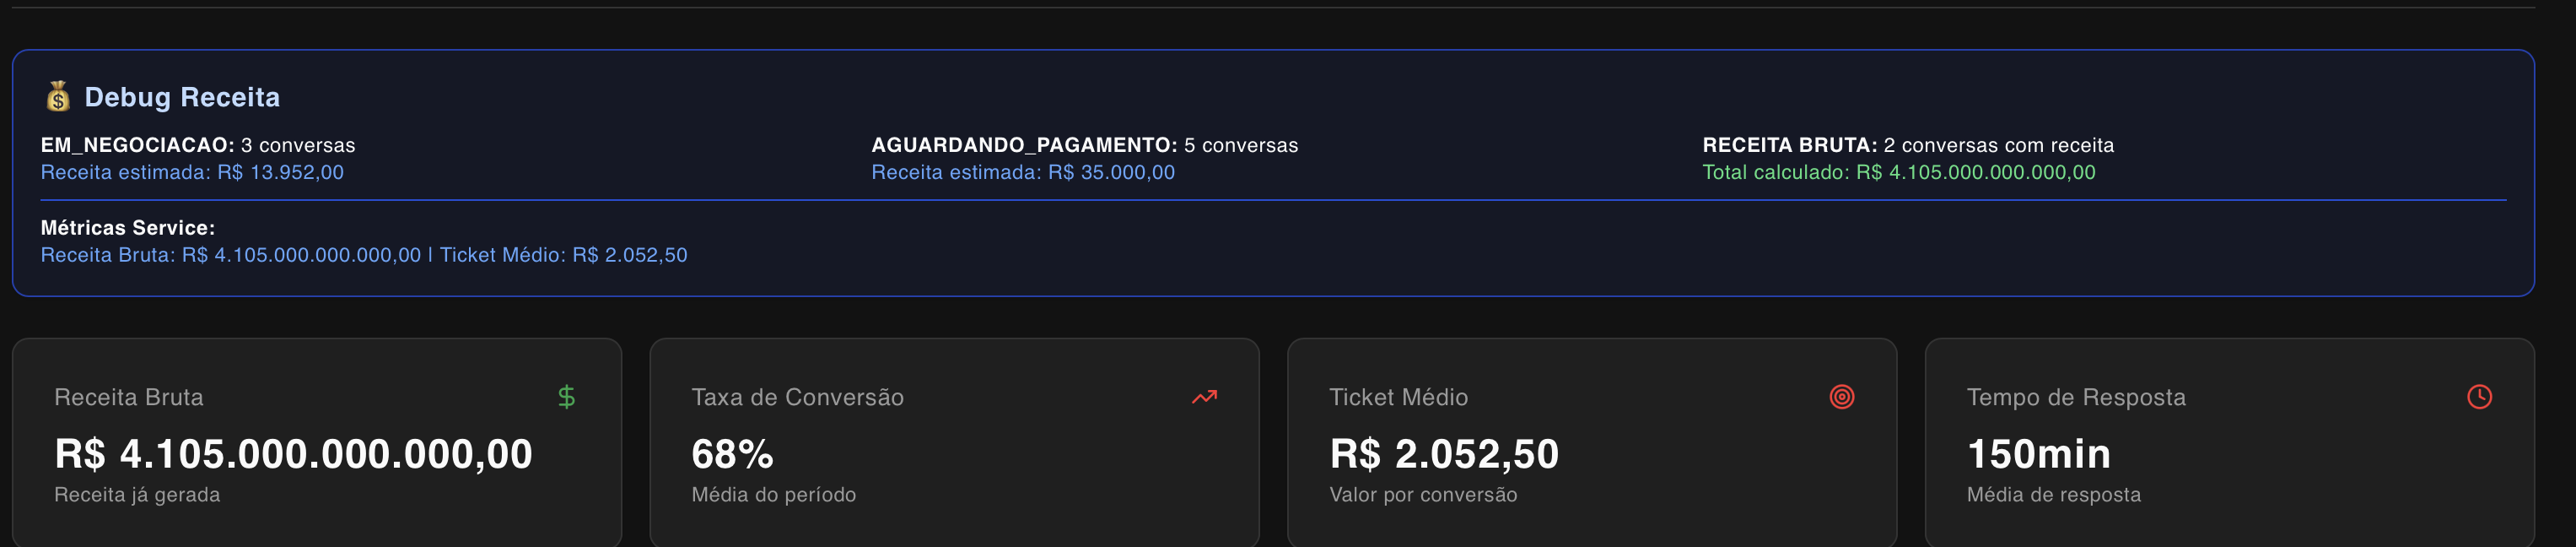 💰 Debug Receita
EM_NEGOCIACAO: 3 conversas
Receita estimada: R$ 13.952,00
AGUARDANDO_PAGAMENTO: 5 conversas
Receita estimada: R$ 35.000,00
RECEITA BRUTA: 2 conversas com receita
Total calculado: R$ 4.105.000.000.000,00
Métricas Service:
Receita Bruta: R$ 4.105.000.000.000,00 | Ticket Médio: R$ 2.052,50
Receita Bruta
R$ 4.105.000.000.000,00
Receita já gerada
Taxa de Conversão
68%
Média do período
Ticket Médio
R$ 2.052,50
Valor por conversão
Tempo de Resposta
150min
Média de resposta